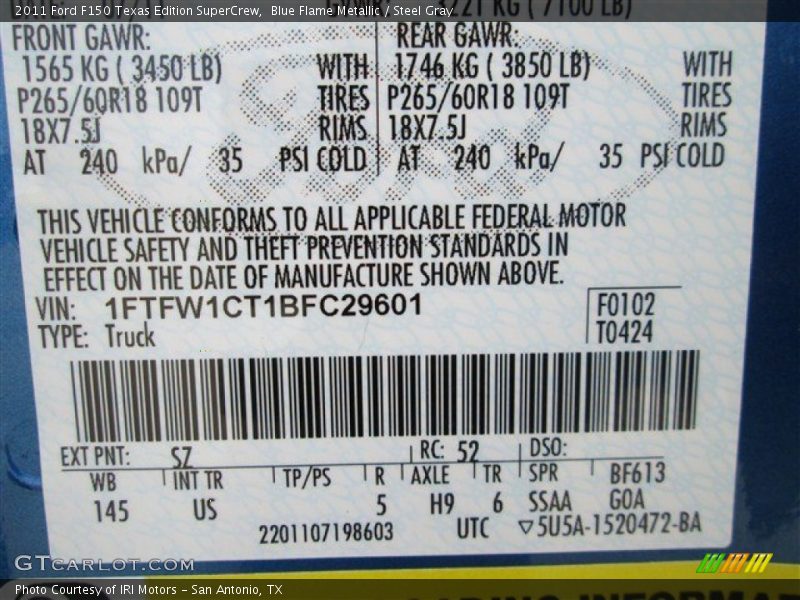 2011 Ford F150 Texas Edition SuperCrew, Blue Flame Metallic / Steel Gray
KG ( 7100 LB)
FRONT GAWR: REAR GAWR:
1565 KG ( 3450 LB) WITH 1746 KG ( 3850 LB) WITH
P265/60R18 109T TIRES P265/60R18 109T TIRES
18X7.5J RIMS 18X7.5J RIMS
AT 240 kPa/ 35 PSI COLD AT 240 kPa/ 35 PSI COLD
THIS VEHICLE CONFORMS TO ALL APPLICABLE FEDERAL MOTOR
VEHICLE SAFETY AND THEFT PREVENTION STANDARDS IN
EFFECT ON THE DATE OF MANUFACTURE SHOWN ABOVE.
VIN: 1FTFW1CT1BFC29601 F0102
TYPE: Truck T0424
EXT PNT: SZ RC: 52 DSO:
WB INT TR TP/PS R AXLE TR SPR BF613
145 US 5 H9 6 SSAA GOA
2201107198603 UTC ▽5U5A-1520472-BA
GTCARLOT.COM
Photo Courtesy of IRI Motors – San Antonio, TX